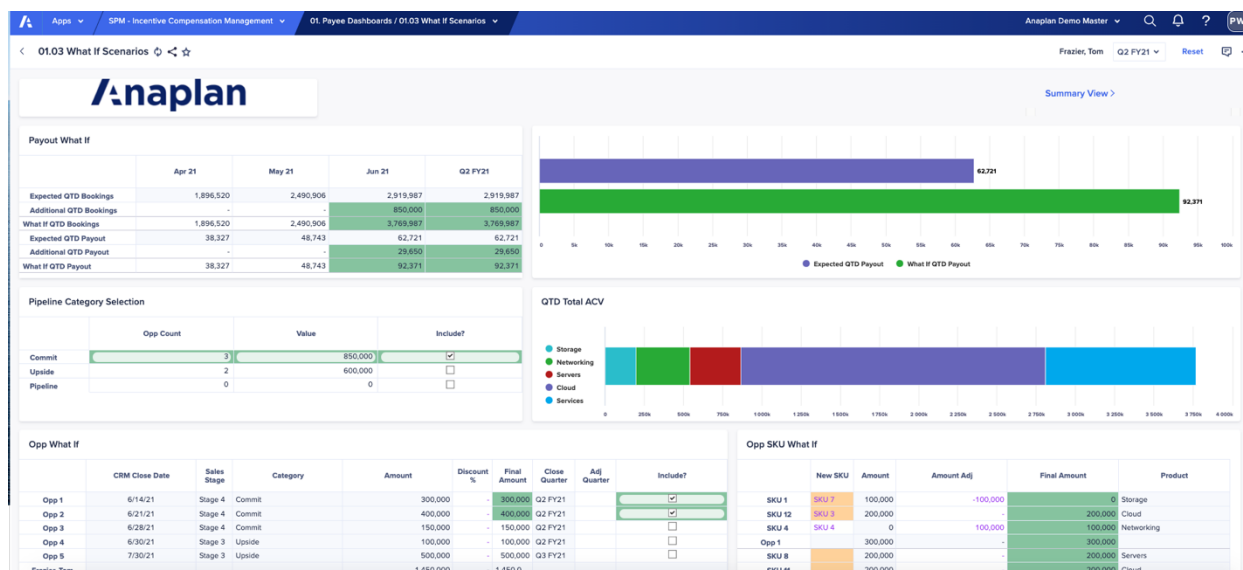 Apps SPM - Incentive Compensation Management 01. Payee Dashboards / 01.03 What If Scenarios Anaplan Demo Master ? PW
01.03 What If Scenarios Frazier, Tom Q2 FY21 Reset
Anaplan
Summary View >
Payout What If
Apr 21 May 21 Jun 21 Q2 FY21
Expected QTD Bookings 1,896,520 2,490,906 2,919,987 2,919,987
Additional QTD Bookings - - 850,000 850,000
What If QTD Bookings 1,896,520 2,490,906 3,769,987 3,769,987
Expected QTD Payout 38,327 48,743 62,721 62,721
Additional QTD Payout - - 29,650 29,650
What If QTD Payout 38,327 48,743 92,371 92,371
62,721
92,371
0 5k 10k 15k 20k 25k 30k 35k 40k 45k 50k 55k 60k 65k 70k 75k 80k 85k 90k 95k 100k
Expected QTD Payout What If QTD Payout
Pipeline Category Selection
Opp Count Value Include?
Commit 3 850,000
Upside 2 600,000
Pipeline 0 0
QTD Total ACV
Storage
Networking
Servers
Cloud
Services
0 250k 500k 750k 1 000k 1 250k 1 500k 1 750k 2 000k 2 250k 2 500k 2 750k 3 000k 3 250k 3 500k 3 750k 4 000k
Opp What If
CRM Close Date Sales Stage Category Amount Discount % Final Amount Close Quarter Adj Quarter Include?
Opp 1 6/14/21 Stage 4 Commit 300,000 - 300,000 Q2 FY21
Opp 2 6/21/21 Stage 4 Commit 400,000 - 400,000 Q2 FY21
Opp 3 6/28/21 Stage 4 Commit 150,000 - 150,000 Q2 FY21
Opp 4 6/30/21 Stage 3 Upside 100,000 - 100,000 Q2 FY21
Opp 5 7/30/21 Stage 3 Upside 500,000 - 500,000 Q3 FY21
Frazier, Tom 1,450,000 1,450,0
Opp SKU What If
New SKU Amount Amount Adj Final Amount Product
SKU 1 SKU 7 100,000 -100,000 0 Storage
SKU 12 SKU 3 200,000 - 200,000 Cloud
SKU 4 SKU 4 0 100,000 100,000 Networking
Opp 1 300,000 - 300,000
SKU 8 200,000 - 200,000 Servers
200,000 200,000 Cloud